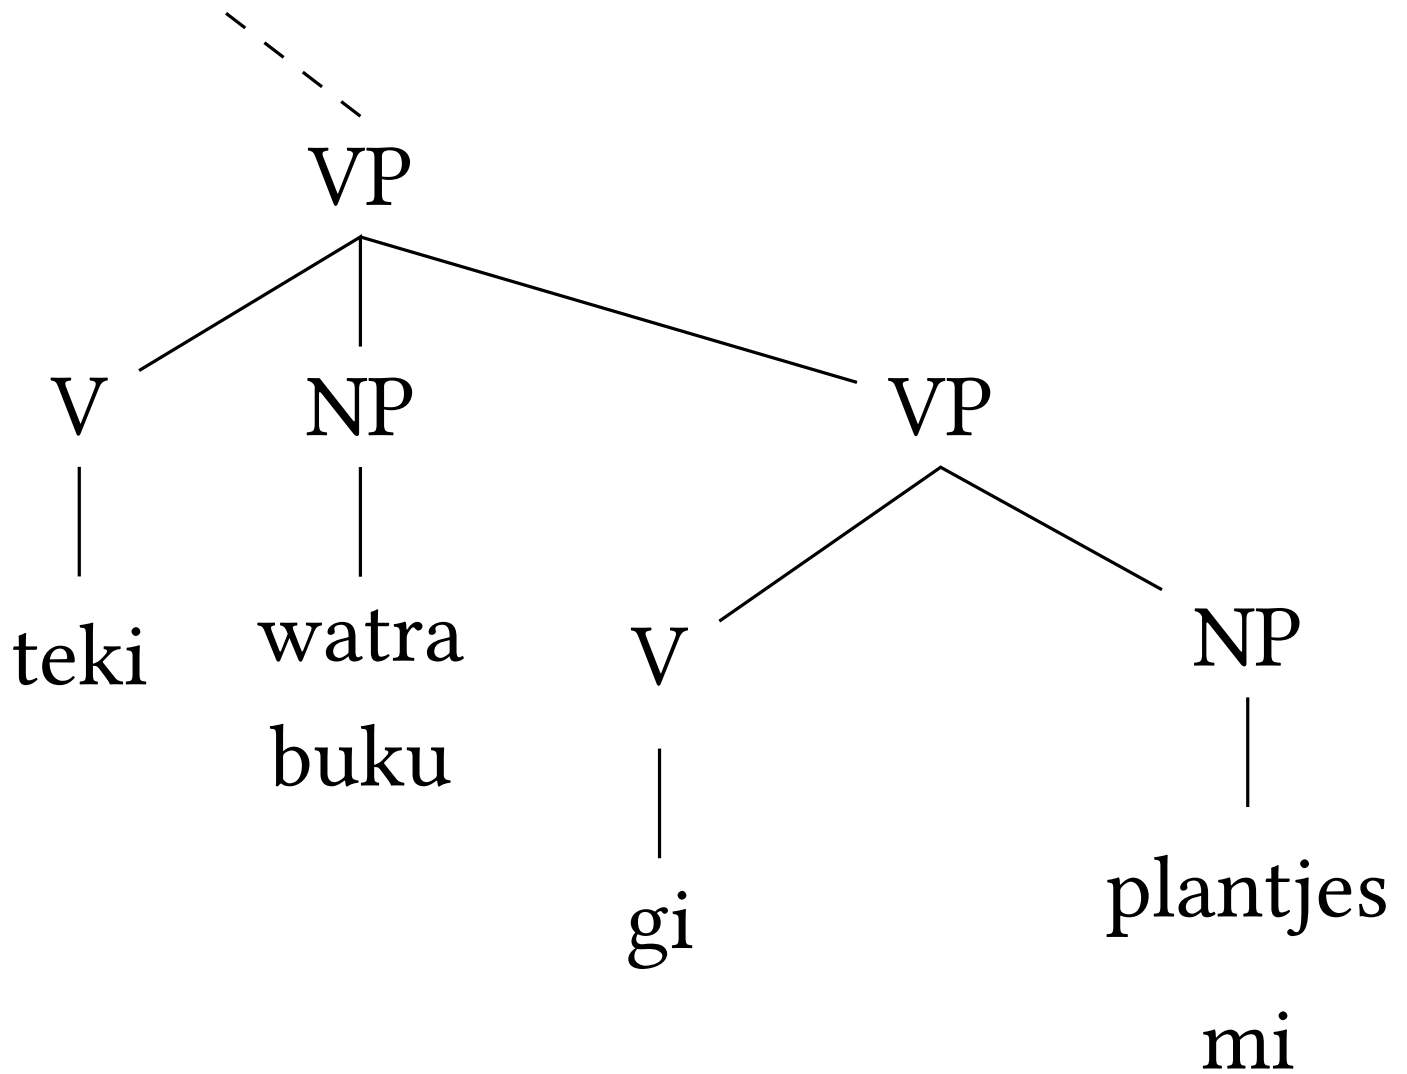 VP
V NP VP
teki watra V NP
buku
gi plantjes
mi